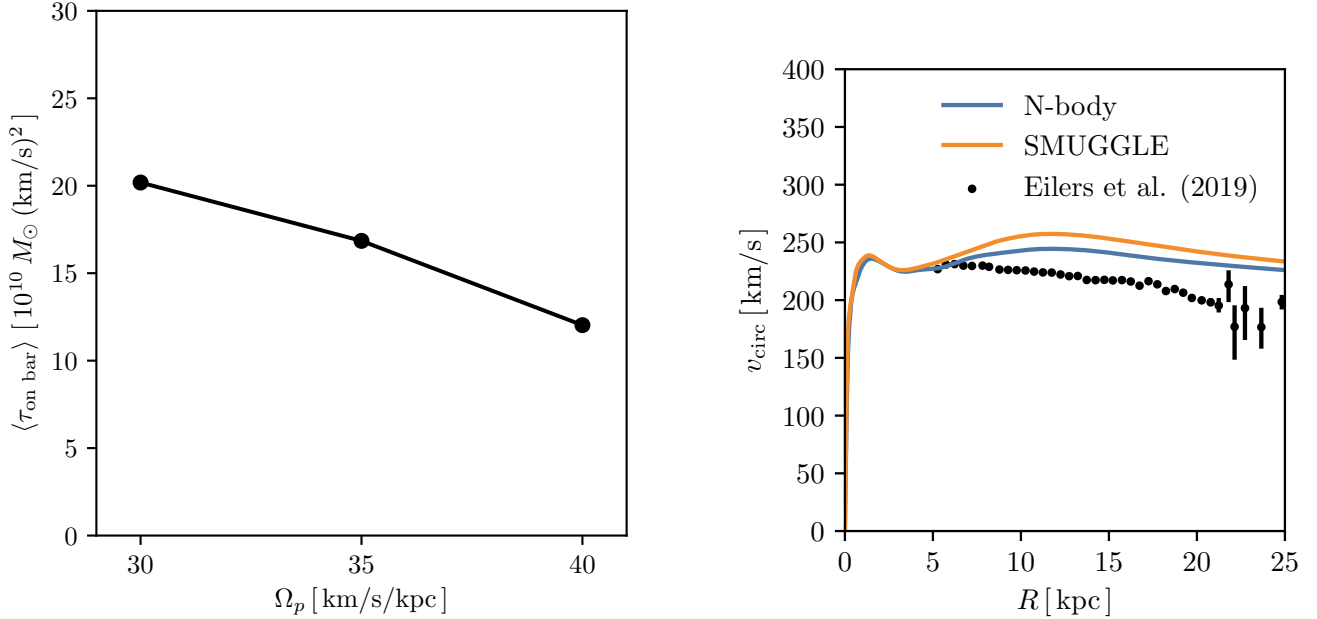 ⟨τon bar⟩ [10^10 M⊙ (km/s)^2 ]
30
25
20
15
10
5
0
30 35 40
Ωp [km/s/kpc]
vcirc [km/s]
400
350
300
250
200
150
100
50
0
N-body
SMUGGLE
Eilers et al. (2019)
0 5 10 15 20 25
R [kpc]